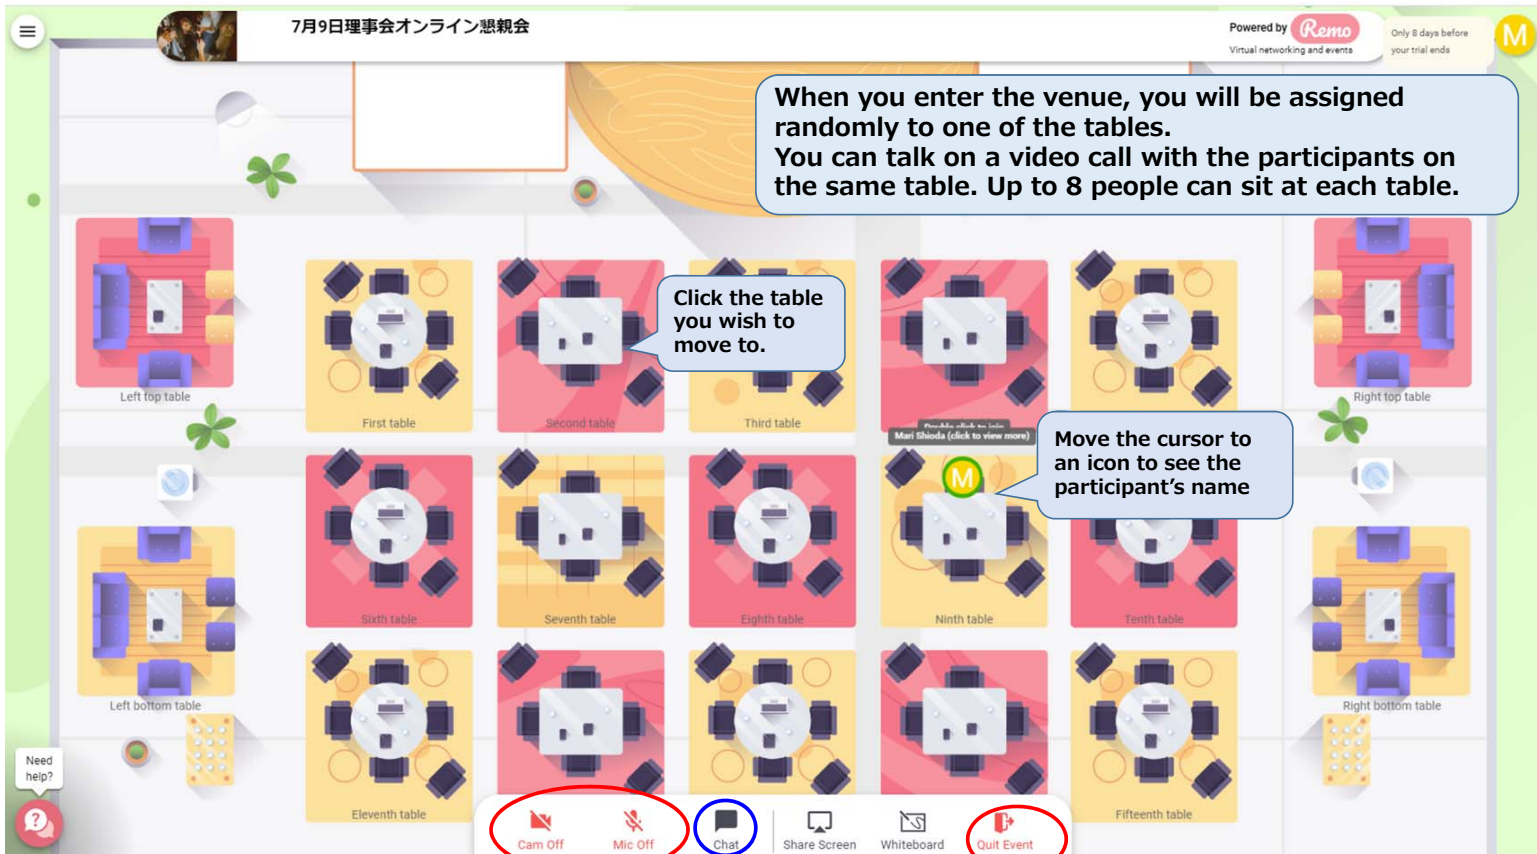 7月9日理事会オンライン懇親会
Powered by Remo
Virtual networking and events
Only 8 days before
your trial ends
M
When you enter the venue, you will be assigned
randomly to one of the tables.
You can talk on a video call with the participants on
the same table. Up to 8 people can sit at each table.
Click the table
you wish to
move to.
Left top table
First table
Second table
Third table
Right top table
Double click to join
Mari Shioda (click to view more)
M
Move the cursor to
an icon to see the
participant's name
Sixth table
Seventh table
Eighth table
Ninth table
Tenth table
Left bottom table
Right bottom table
Need
help?
?
Eleventh table
Fifteenth table
Cam Off
Mic Off
Chat
Share Screen
Whiteboard
Quit Event